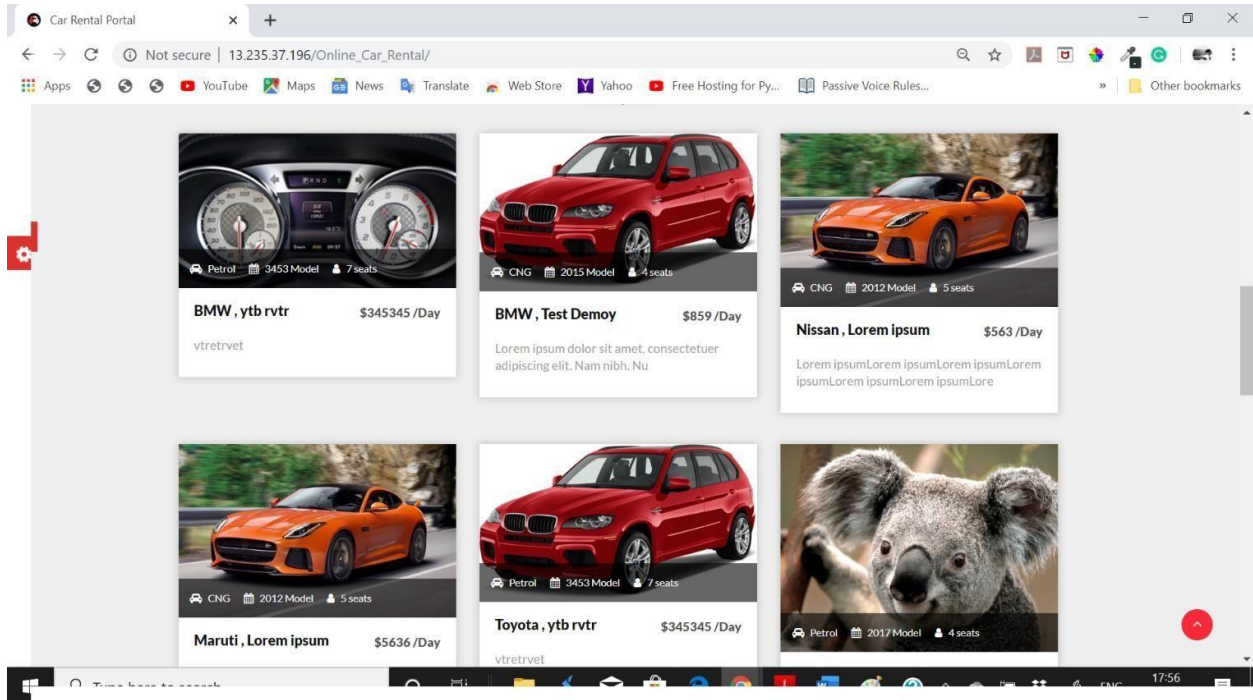 Car Rental Portal
Not secure | 13.235.37.196/Online_Car_Rental/
Apps YouTube Maps News Translate Web Store Yahoo Free Hosting for Py... Passive Voice Rules... » Other bookmarks
Petrol 3453 Model 7 seats
BMW , ytb rvtr $345345 /Day
vtretrvet
CNG 2015 Model 4 seats
BMW , Test Demoy $859 /Day
Lorem ipsum dolor sit amet, consectetuer
adipiscing elit. Nam nibh. Nu
CNG 2012 Model 5 seats
Nissan , Lorem ipsum $563 /Day
Lorem ipsumLorem ipsumLorem ipsumLorem
ipsumLorem ipsumLorem ipsumLore
CNG 2012 Model 5 seats
Maruti , Lorem ipsum $5636 /Day
Petrol 3453 Model 7 seats
Toyota , ytb rvtr $345345 /Day
vtretrvet
Petrol 2017 Model 4 seats
Type here to search
ENG 17:56